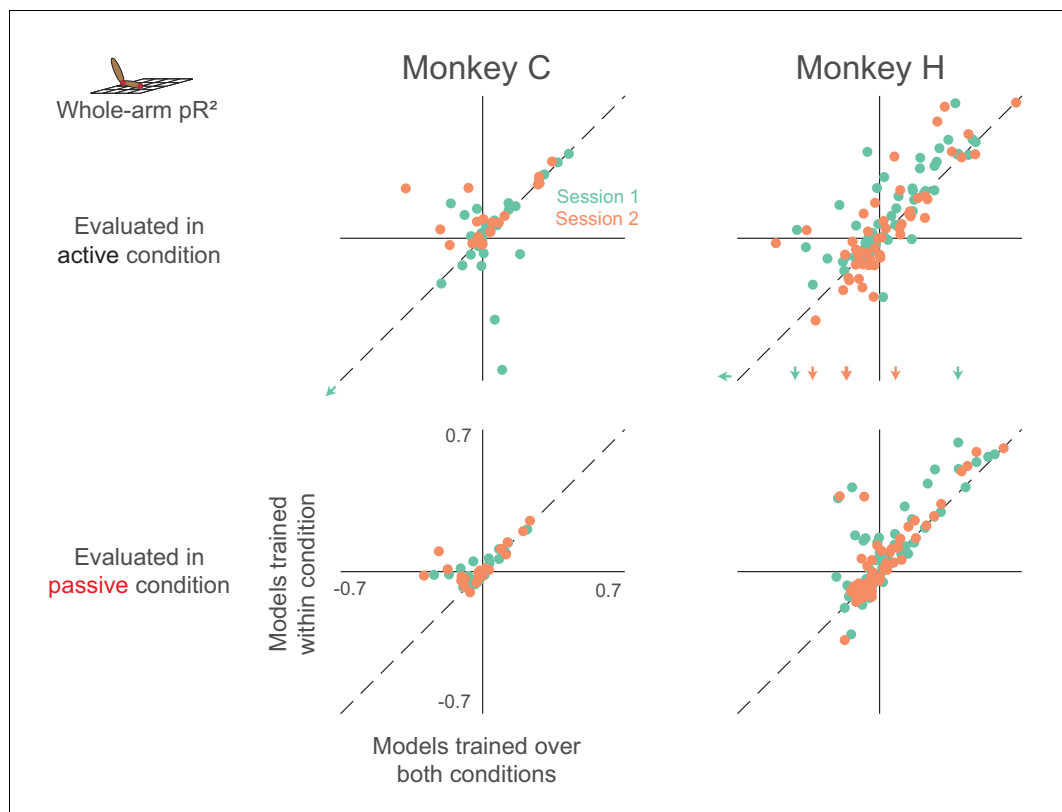 Monkey C
Monkey H
Whole-arm pR²
Session 1
Session 2
Evaluated in
active condition
0.7
Models trained
within condition
Evaluated in
passive condition
-0.7
0.7
-0.7
Models trained over
both conditions